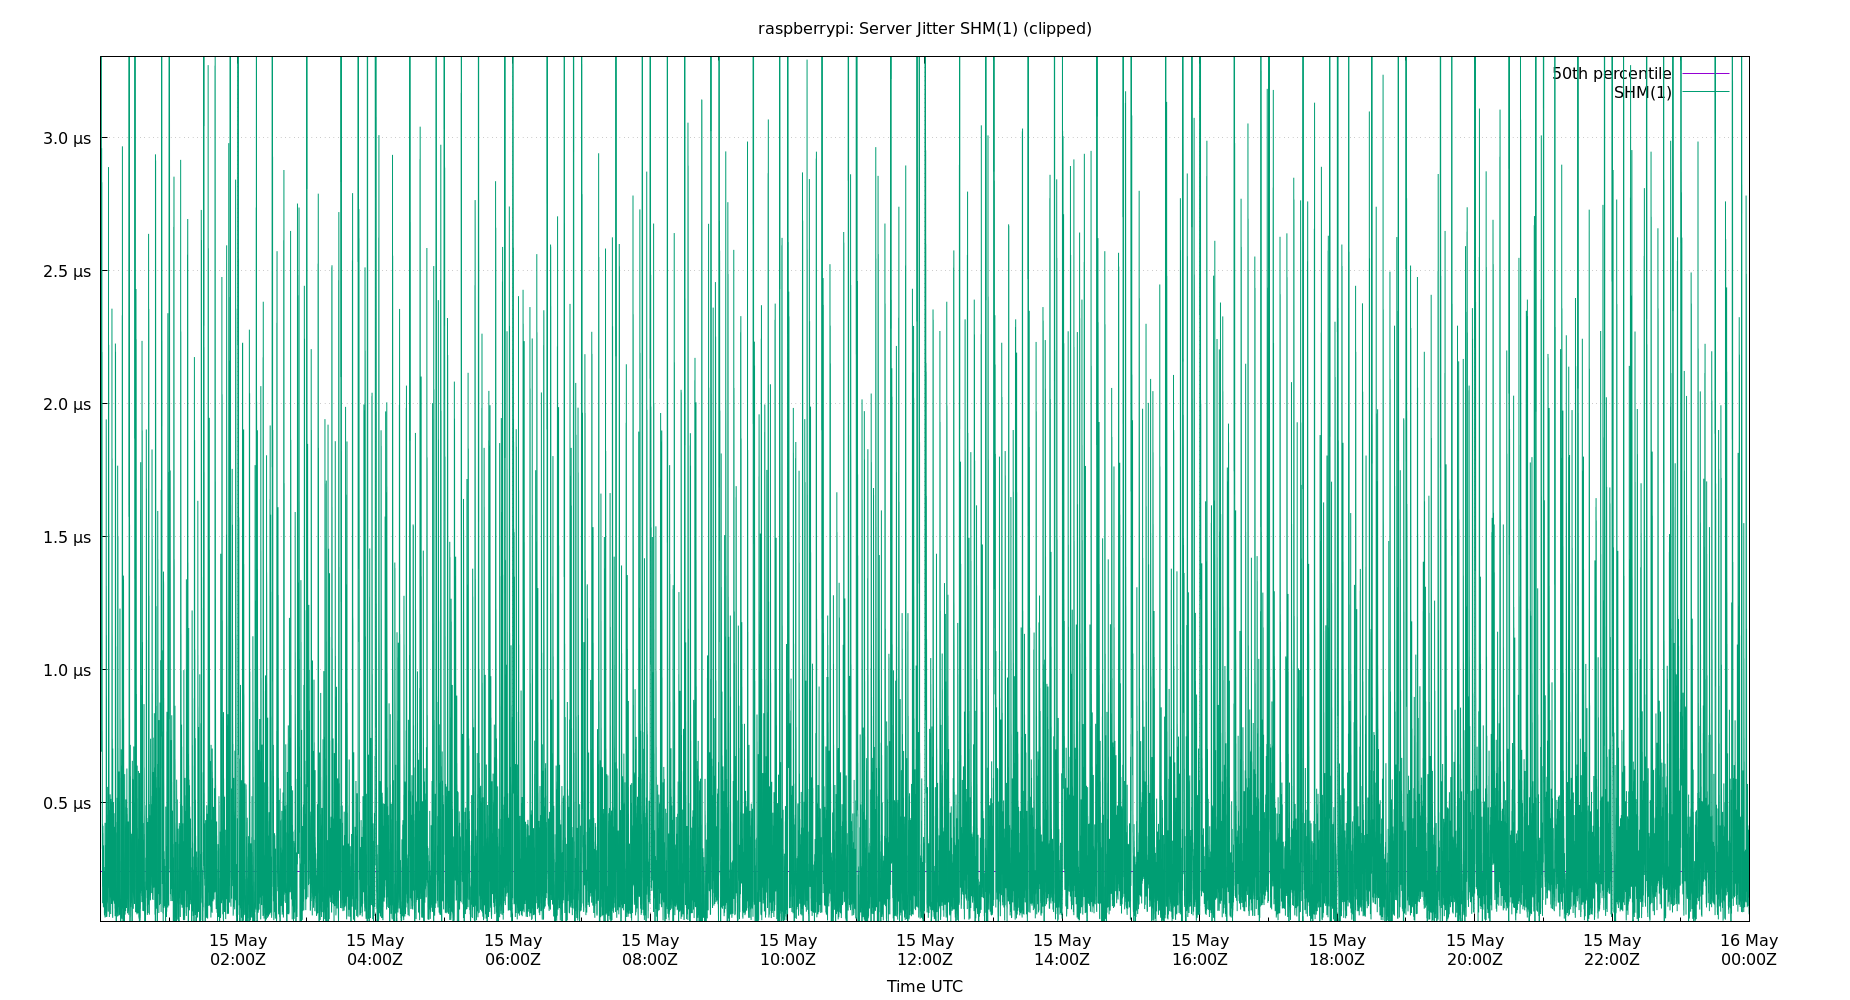 raspberrypi: Server Jitter SHM(1) (clipped)
50th percentile
SHM(1)
3.0 µs
2.5 µs
2.0 µs
1.5 µs
1.0 µs
0.5 µs
15 May 15 May 15 May 15 May 15 May 15 May 15 May 15 May 15 May 15 May 15 May 16 May
02:00Z 04:00Z 06:00Z 08:00Z 10:00Z 12:00Z 14:00Z 16:00Z 18:00Z 20:00Z 22:00Z 00:00Z
Time UTC